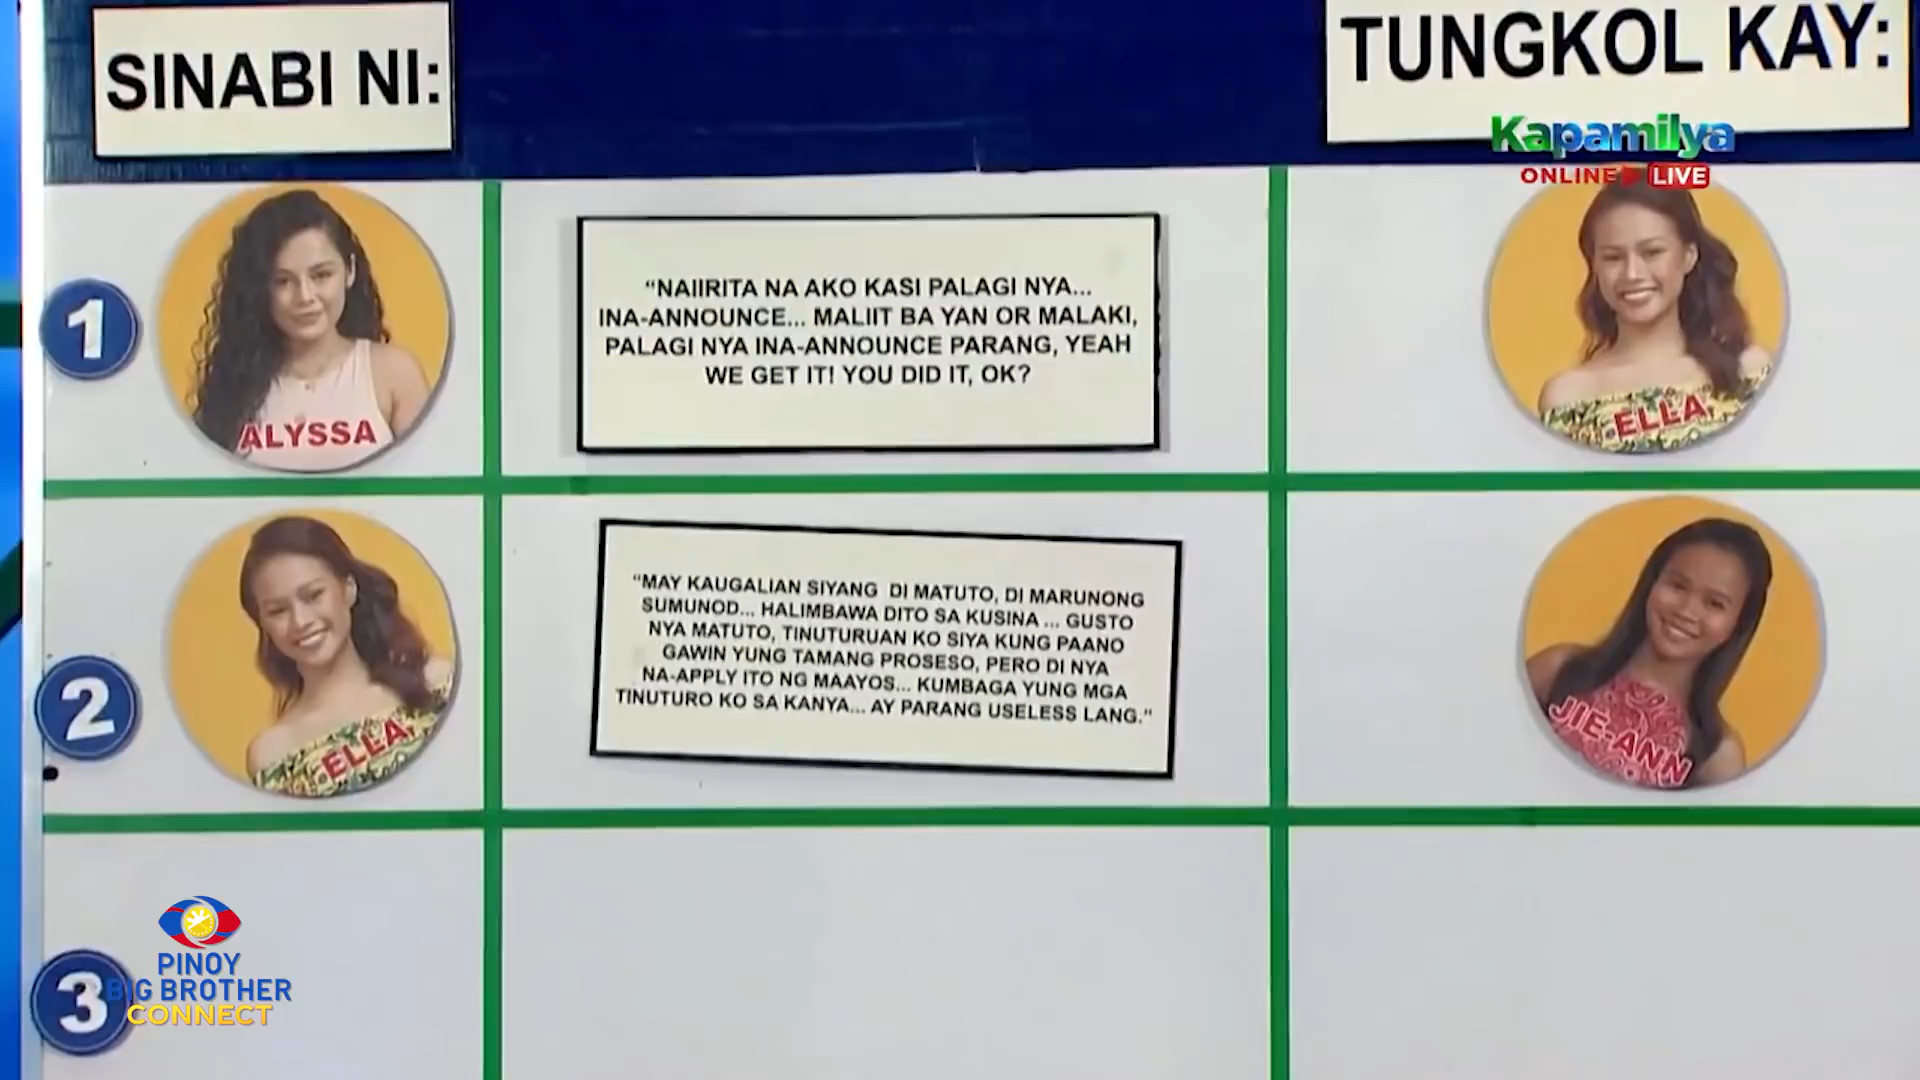 SINABI NI:
TUNGKOL KAY:
Kapamilya
ONLINE LIVE
1
ALYSSA
“NAIIRITA NA AKO KASI PALAGI NYA...
INA-ANNOUNCE... MALIIT BA YAN OR MALAKI,
PALAGI NYA INA-ANNOUNCE PARANG, YEAH
WE GET IT! YOU DID IT, OK?
ELLA
2
ELLA
“MAY KAUGALIAN SIYANG DI MATUTO, DI MARUNONG
SUMUNOD... HALIMBAWA DITO SA KUSINA ... GUSTO
NYA MATUTO, TINUTURUAN KO SIYA KUNG PAANO
GAWIN YUNG TAMANG PROSESO, PERO DI NYA
NA-APPLY ITO NG MAAYOS... KUMBAGA YUNG MGA
TINUTURO KO SA KANYA... AY PARANG USELESS LANG.”
JIE-ANN
3
PINOY
BIG BROTHER
CONNECT